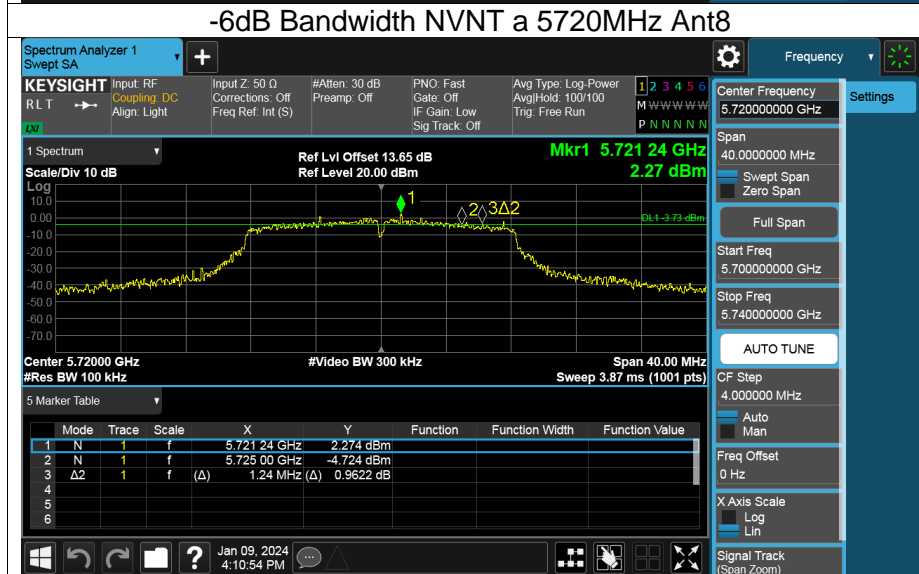 -6dB Bandwidth NVNT a 5720MHz Ant8
Spectrum Analyzer 1
Swept SA
+
Frequency
KEYSIGHT
RLT
LXI
Input: RF
Coupling: DC
Align: Light
Input Z: 50 Ω
Corrections: Off
Freq Ref: Int (S)
#Atten: 30 dB
Preamp: Off
PNO: Fast
Gate: Off
IF Gain: Low
Sig Track: Off
Avg Type: Log-Power
Avg|Hold: 100/100
Trig: Free Run
1 2 3 4 5 6
M W W W W W
P N N N N N
1 Spectrum
Scale/Div 10 dB
Ref Lvl Offset 13.65 dB
Ref Level 20.00 dBm
Mkr1 5.721 24 GHz
2.27 dBm
Log
10.0
0.00
-10.0
-20.0
-30.0
-40.0
-50.0
-60.0
-70.0
1
2
3Δ2
DL1 -3.73 dBm
Center 5.72000 GHz
#Res BW 100 kHz
#Video BW 300 kHz
Span 40.00 MHz
Sweep 3.87 ms (1001 pts)
5 Marker Table
Mode Trace Scale X Y Function Function Width Function Value
1 N 1 f 5.721 24 GHz 2.274 dBm
2 N 1 f 5.725 00 GHz -4.724 dBm
3 Δ2 1 f (Δ) 1.24 MHz (Δ) 0.9622 dB
4
5
6
?
Jan 09, 2024
4:10:54 PM
Center Frequency
5.720000000 GHz
Settings
Span
40.0000000 MHz
Swept Span
Zero Span
Full Span
Start Freq
5.700000000 GHz
Stop Freq
5.740000000 GHz
AUTO TUNE
CF Step
4.000000 MHz
Auto
Man
Freq Offset
0 Hz
X Axis Scale
Log
Lin
Signal Track
(Span Zoom)